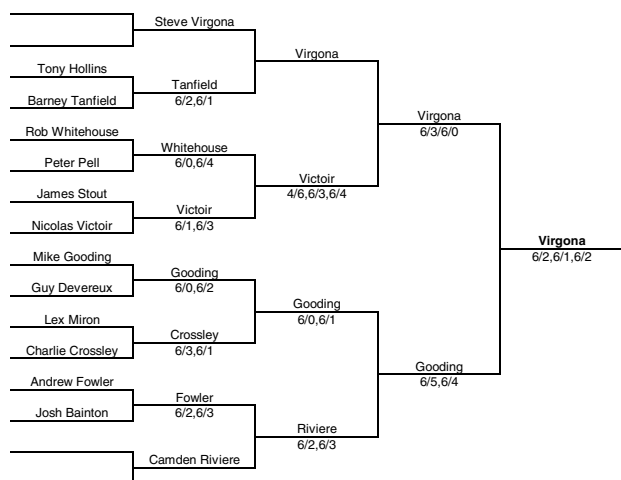 Steve Virgona
Tony Hollins
Barney Tanfield
Tanfield
6/2,6/1
Virgona
Rob Whitehouse
Peter Pell
Whitehouse
6/0,6/4
James Stout
Nicolas Victoir
Victoir
6/1,6/3
Victoir
4/6,6/3,6/4
Virgona
6/3/6/0
Mike Gooding
Guy Devereux
Gooding
6/0,6/2
Lex Miron
Charlie Crossley
Crossley
6/3,6/1
Gooding
6/0,6/1
Andrew Fowler
Josh Bainton
Fowler
6/2,6/3
Camden Riviere
Riviere
6/2,6/3
Gooding
6/5,6/4
Virgona
6/2,6/1,6/2